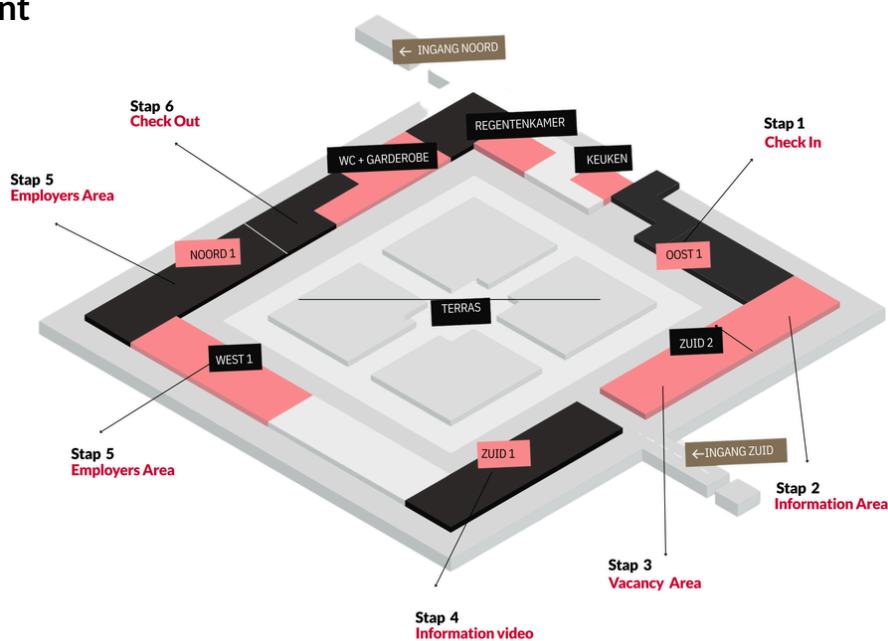 nt
← INGANG NOORD
Stap 6
Check Out
REGENTENKAMER
Stap 1
Check In
WC + GARDEROBE
KEUKEN
Stap 5
Employers Area
NOORD 1
OOST 1
TERRAS
ZUID 2
WEST 1
Stap 5
Employers Area
ZUID 1
←INGANG ZUID
Stap 2
Information Area
Stap 3
Vacancy Area
Stap 4
Information video